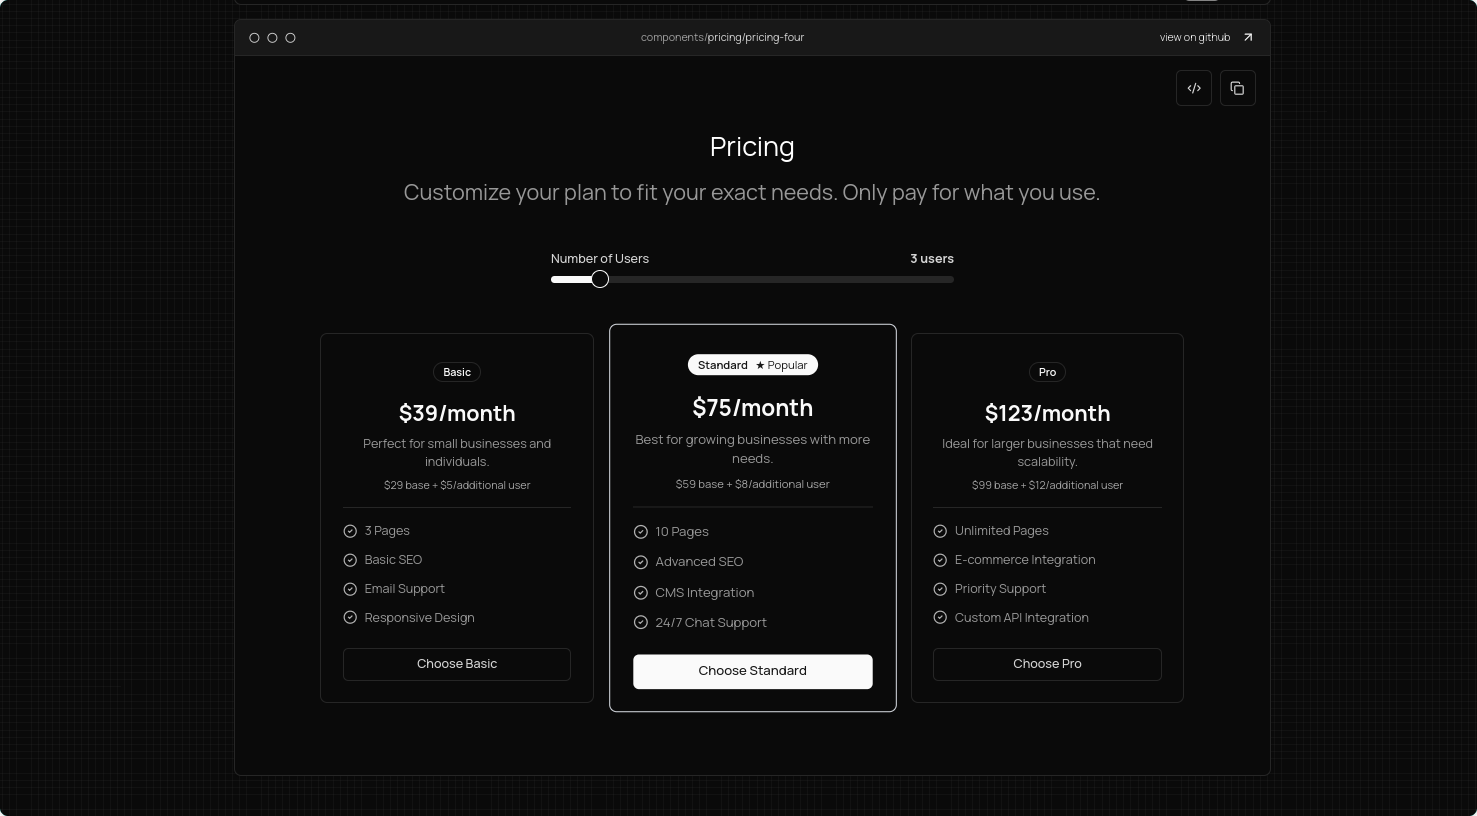 components/pricing/pricing-four
view on github
Pricing
Customize your plan to fit your exact needs. Only pay for what you use.
Number of Users
3 users
Basic
$39/month
Perfect for small businesses and
individuals.
$29 base + $5/additional user
3 Pages
Basic SEO
Email Support
Responsive Design
Choose Basic
Standard ★ Popular
$75/month
Best for growing businesses with more
needs.
$59 base + $8/additional user
10 Pages
Advanced SEO
CMS Integration
24/7 Chat Support
Choose Standard
Pro
$123/month
Ideal for larger businesses that need
scalability.
$99 base + $12/additional user
Unlimited Pages
E-commerce Integration
Priority Support
Custom API Integration
Choose Pro